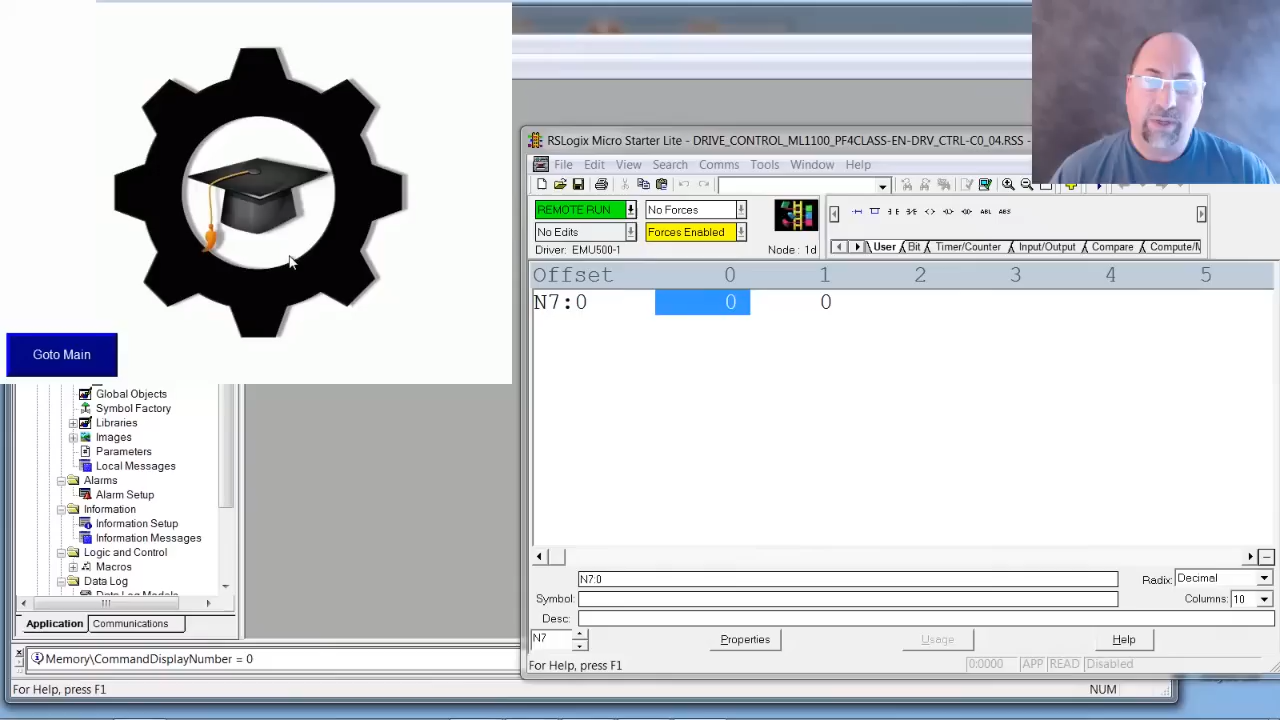 Goto Main
Global Objects
Symbol Factory
Libraries
Images
Parameters
Local Messages
Alarms
Alarm Setup
Information
Information Setup
Information Messages
Logic and Control
Macros
Data Log
Data Log Models
Application
Communications
Memory\CommandDisplayNumber = 0
For Help, press F1
NUM
RSLogix Micro Starter Lite - DRIVE_CONTROL_ML1100_PF4CLASS-EN-DRV_CTRL-C0_04.RSS -
File Edit View Search Comms Tools Window Help
REMOTE RUN
No Forces
No Edits
Forces Enabled
Driver: EMU500-1
Node : 1d
User Bit Timer/Counter Input/Output Compare
Offset 0 1 2 3 4 5
N7:0 0 0
N7:0
Radix: Decimal
Symbol:
Columns: 10
Desc:
N7
Properties
Usage
Help
For Help, press F1
0:0000 APP READ Disabled